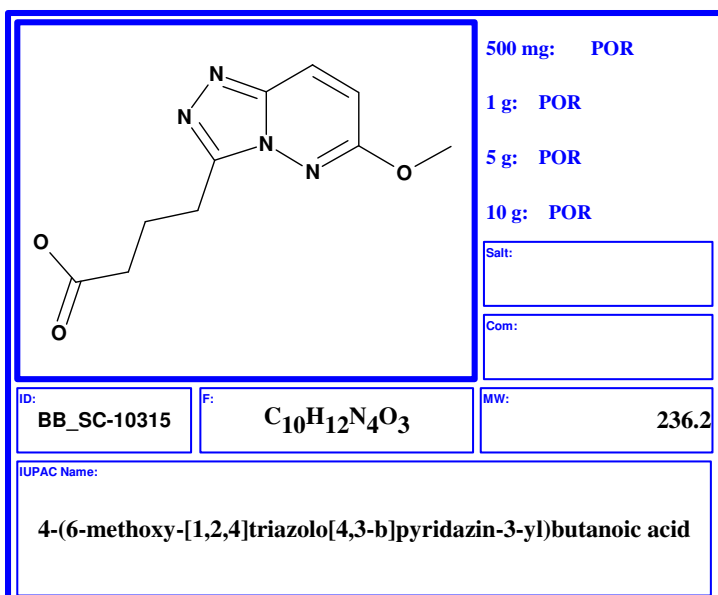 500 mg: POR
1 g: POR
5 g: POR
10 g: POR
N
N
N
N
O
O
O
Salt:
Com:
ID:
BB_SC-10315
F:
C10H12N4O3
MW:
236.2
IUPAC Name:
4-(6-methoxy-[1,2,4]triazolo[4,3-b]pyridazin-3-yl)butanoic acid